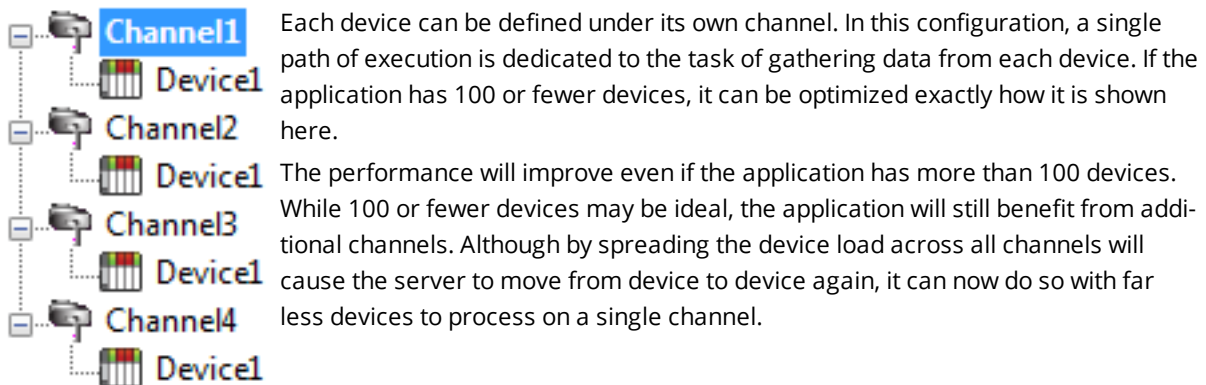 Channel1
Device1
Channel2
Device1
Channel3
Device1
Channel4
Device1
Each device can be defined under its own channel. In this configuration, a single
path of execution is dedicated to the task of gathering data from each device. If the
application has 100 or fewer devices, it can be optimized exactly how it is shown
here.
The performance will improve even if the application has more than 100 devices.
While 100 or fewer devices may be ideal, the application will still benefit from addi-
tional channels. Although by spreading the device load across all channels will
cause the server to move from device to device again, it can now do so with far
less devices to process on a single channel.